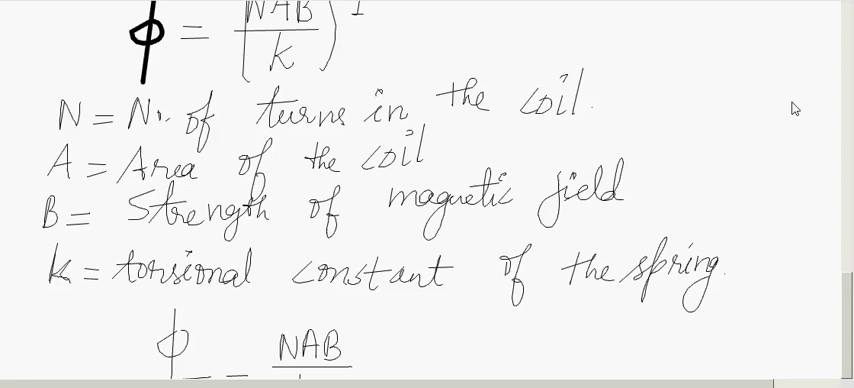 ϕ = (NAB/k) I
N = No. of turns in the coil.
A = Area of the coil
B = Strength of magnetic field
k = torsional constant of the spring.
ϕ = NAB